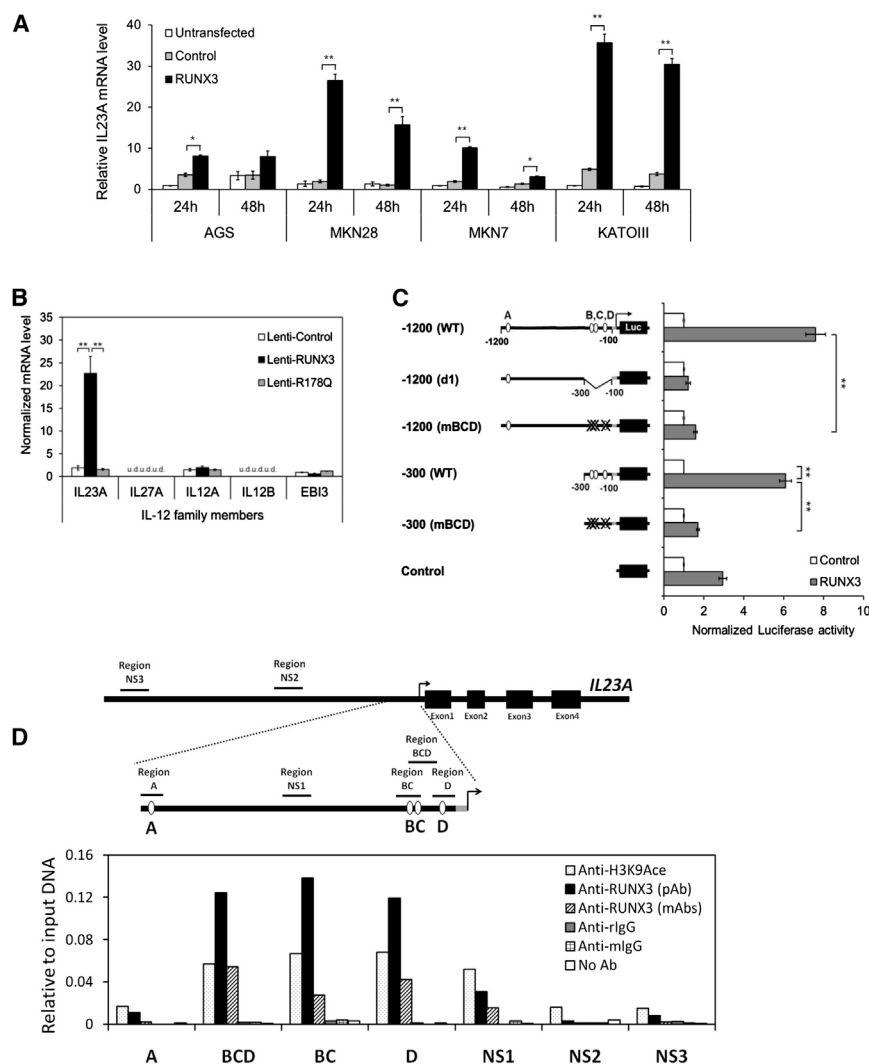 A
Untransfected
Control
RUNX3
Relative IL23A mRNA level
40
30
20
10
0
* ** ** ** * ** **
24h 48h 24h 48h 24h 48h 24h 48h
AGS MKN28 MKN7 KATOIII
B
Normalized mRNA level
35
30
25
20
15
10
5
0
Lenti-Control
Lenti-RUNX3
Lenti-R178Q
** **
u.d.u.d.u.d. u.d.u.d.u.d.
IL23A IL27A IL12A IL12B EBI3
IL-12 family members
C
A B,C,D
-1200 (WT) Luc
-1200 -100
-1200 (d1)
-300 -100
-1200 (mBCD)
**
-300 (WT)
-300 -100
**
**
-300 (mBCD)
Control
Control
RUNX3
0 2 4 6 8 10
Normalized Luciferase activity
Region
NS3
Region
NS2
IL23A
Exon1 Exon2 Exon3 Exon4
D
Region
BCD
Region
A
Region
NS1
Region
BC
Region
D
A BC D
Relative to input DNA
0.16
0.12
0.08
0.04
0
Anti-H3K9Ace
Anti-RUNX3 (pAb)
Anti-RUNX3 (mAbs)
Anti-rIgG
Anti-mIgG
No Ab
A BCD BC D NS1 NS2 NS3